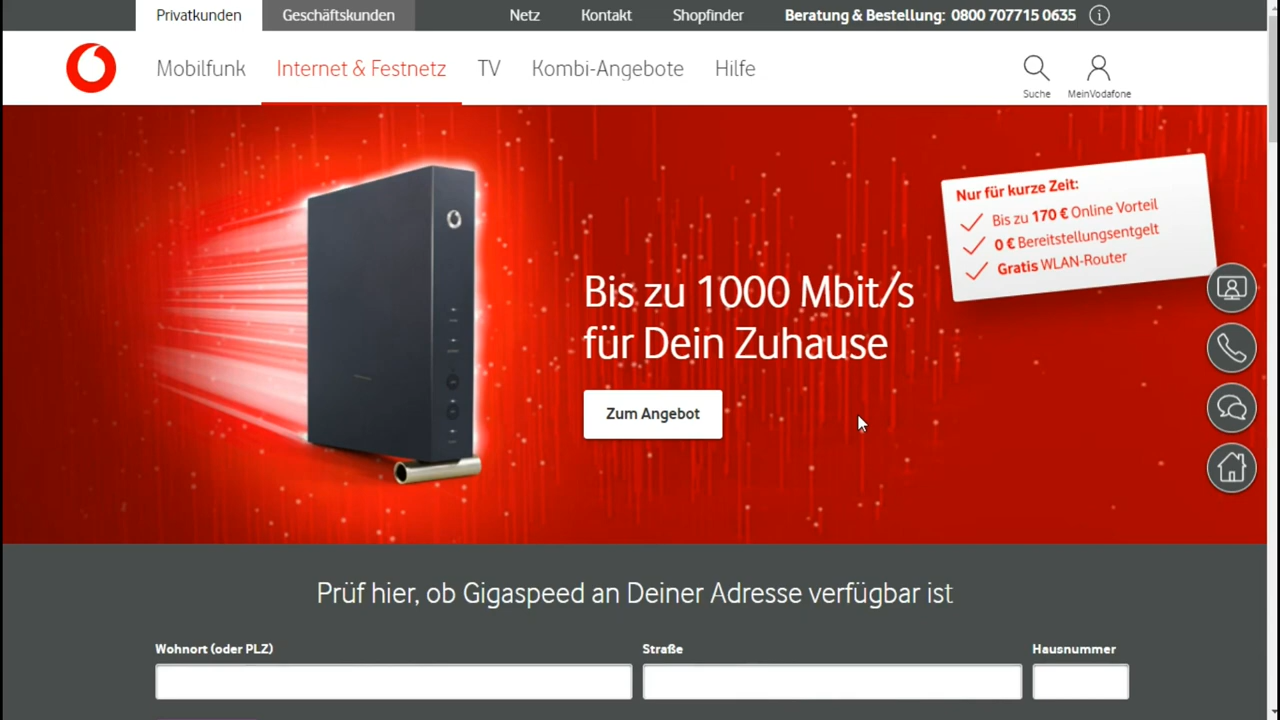 Privatkunden
Geschäftskunden
Netz
Kontakt
Shopfinder
Beratung & Bestellung: 0800 707715 0635
Mobilfunk
Internet & Festnetz
TV
Kombi-Angebote
Hilfe
Suche
MeinVodafone
Nur für kurze Zeit:
Bis zu 170 € Online Vorteil
0 € Bereitstellungsentgelt
Gratis WLAN-Router
Bis zu 1000 Mbit/s
für Dein Zuhause
Zum Angebot
Prüf hier, ob Gigaspeed an Deiner Adresse verfügbar ist
Wohnort (oder PLZ)
Straße
Hausnummer